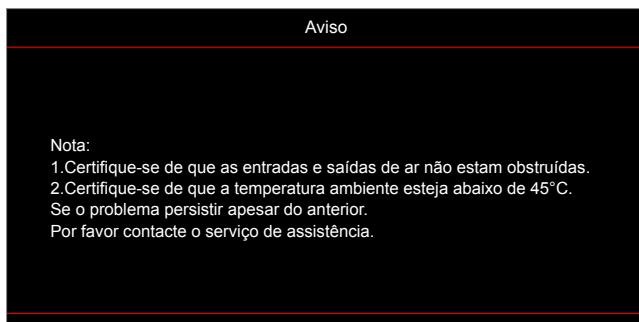 Aviso
Nota:
1.Certifique-se de que as entradas e saídas de ar não estam obstruídas.
2.Certifique-se de que a temperatura ambiente esteja abaixo de 45°C.
Se o problema persistir apesar do anterior.
Por favor contacte o serviço de assistência.